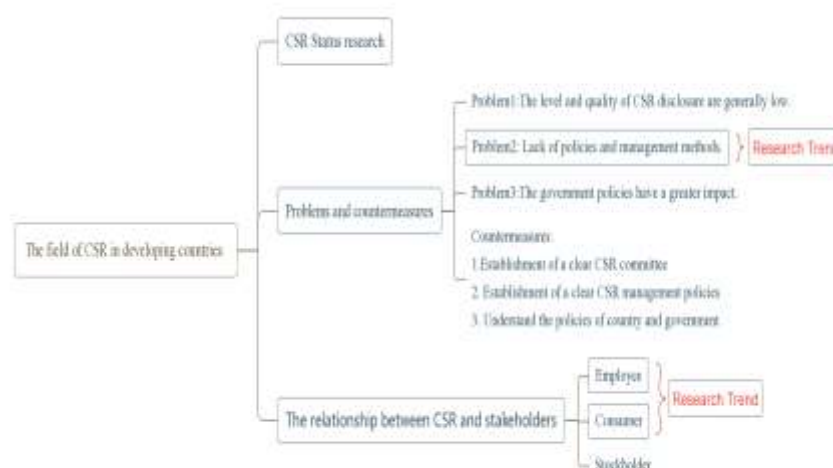 CSR Status research
Problem1:The level and quality of CSR disclosure are generally low.
Problem2: Lack of policies and management methods.
Research Trend
Problems and countermeasures
Problem3:The government policies have a greater impact.
The field of CSR in developing countries
Countermeasures:
1.Establishment of a clear CSR committee
2. Establishment of a clear CSR management policies
3. Understand the policies of country and government
Employee
Research Trend
The relationship between CSR and stakeholders
Consumer
Stockholder